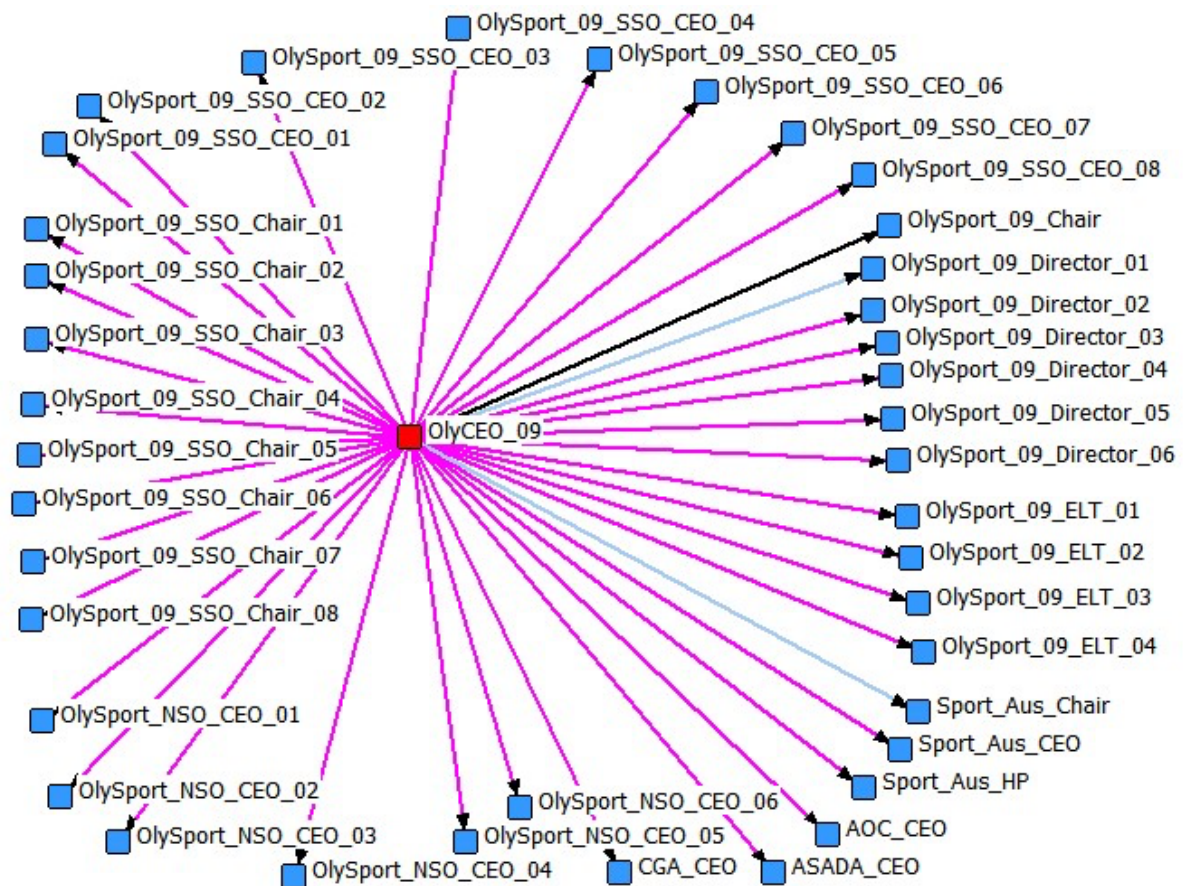 OlySport_09_SSO_CEO_04
OlySport_09_SSO_CEO_03
OlySport_09_SSO_CEO_05
OlySport_09_SSO_CEO_06
OlySport_09_SSO_CEO_02
OlySport_09_SSO_CEO_07
OlySport_09_SSO_CEO_01
OlySport_09_SSO_CEO_08
OlySport_09_SSO_Chair_01
OlySport_09_Chair
OlySport_09_SSO_Chair_02
OlySport_09_Director_01
OlySport_09_Director_02
OlySport_09_SSO_Chair_03
OlySport_09_Director_03
OlySport_09_Director_04
OlySport_09_SSO_Chair_04
OlySport_09_Director_05
OlyCEO_09
OlySport_09_SSO_Chair_05
OlySport_09_Director_06
OlySport_09_SSO_Chair_06
OlySport_09_ELT_01
OlySport_09_SSO_Chair_07
OlySport_09_ELT_02
OlySport_09_ELT_03
OlySport_09_SSO_Chair_08
OlySport_09_ELT_04
Sport_Aus_Chair
OlySport_NSO_CEO_01
Sport_Aus_CEO
Sport_Aus_HP
OlySport_NSO_CEO_02
OlySport_NSO_CEO_06
AOC_CEO
OlySport_NSO_CEO_03
OlySport_NSO_CEO_05
OlySport_NSO_CEO_04
CGA_CEO
ASADA_CEO